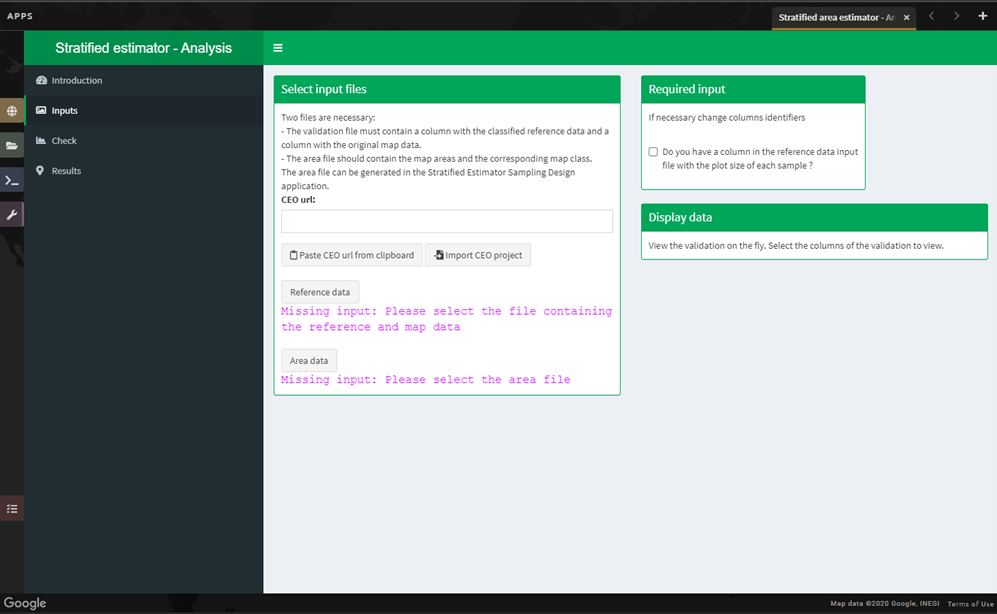 APPS
Stratified area estimator - Ar
Stratified estimator - Analysis
Introduction
Inputs
Check
Results
Select input files
Two files are necessary:
- The validation file must contain a column with the classified reference data and a
column with the original map data.
- The area file should contain the map areas and the corresponding map class.
The area file can be generated in the Stratified Estimator Sampling Design
application.
CEO url:
Paste CEO url from clipboard
Import CEO project
Reference data
Missing input: Please select the file containing
the reference and map data
Area data
Missing input: Please select the area file
Required input
If necessary change columns identifiers
Do you have a column in the reference data input
file with the plot size of each sample ?
Display data
View the validation on the fly. Select the columns of the validation to view.
Google
Map data ©2020 Google, INEGI
Terms of Use